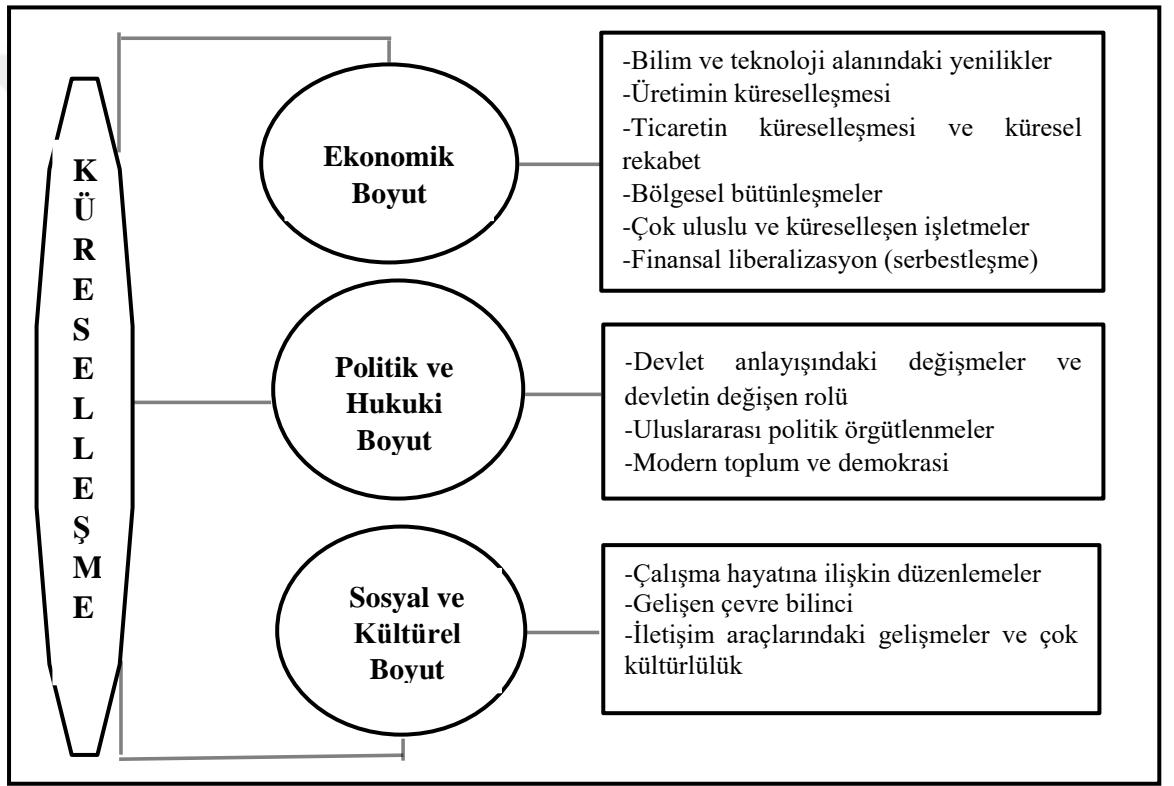 KÜRESELLEŞME
Ekonomik
Boyut
-Bilim ve teknoloji alanındaki yenilikler
-Üretimin küreselleşmesi
-Ticaretin küreselleşmesi ve küresel
rekabet
-Bölgesel bütünleşmeler
-Çok uluslu ve küreselleşen işletmeler
-Finansal liberalizasyon (serbestleşme)
Politik ve
Hukuki
Boyut
-Devlet anlayışındaki değişmeler ve
devletin değişen rolü
-Uluslararası politik örgütlenmeler
-Modern toplum ve demokrasi
Sosyal ve
Kültürel
Boyut
-Çalışma hayatına ilişkin düzenlemeler
-Gelişen çevre bilinci
-İletişim araçlarındaki gelişmeler ve çok
kültürlülük